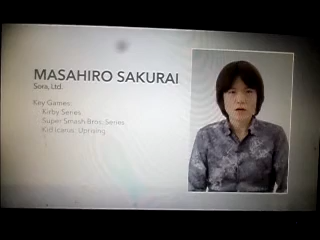 MASAHIRO SAKURAI
Sora, Ltd.
Key Games:
Kirby Series
Super Smash Bros. Series
Kid Icarus: Uprising